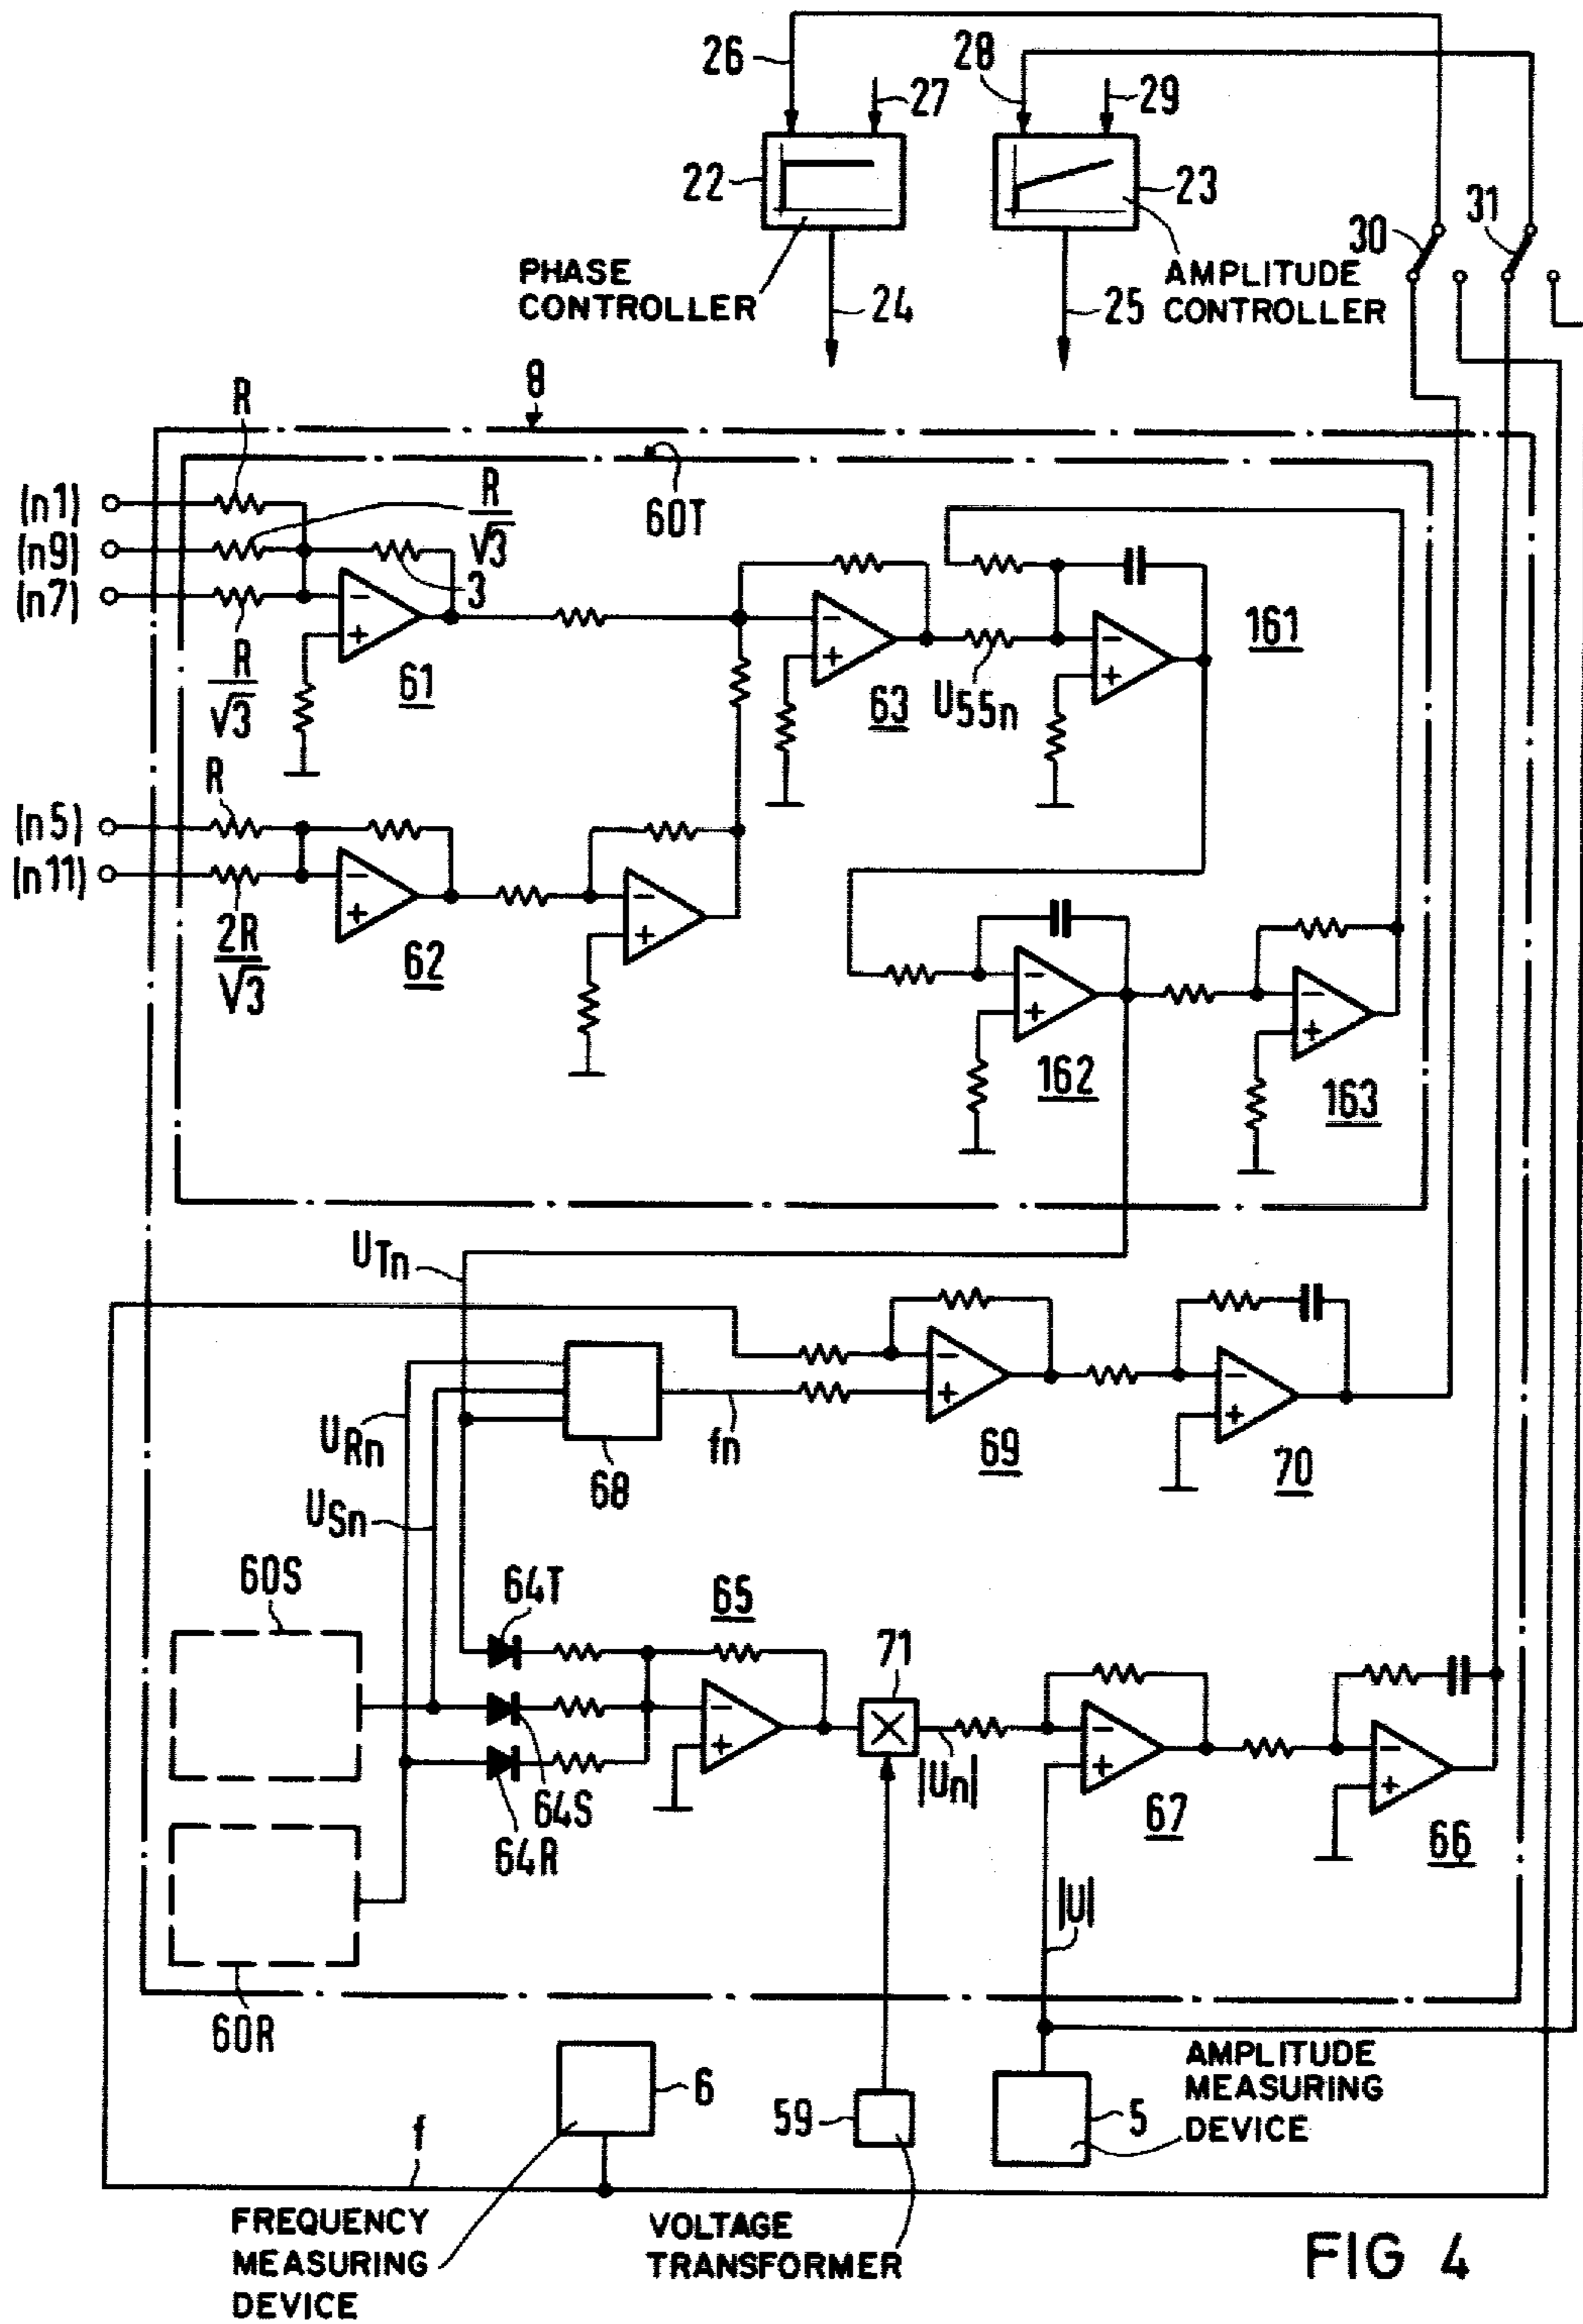 26
27
28
29
22
23
30
31
PHASE
CONTROLLER
24
25
AMPLITUDE
CONTROLLER
8
R
60T
(n1)
(n9)
(n7)
R
√3
3
R
√3
61
63
U55n
161
(n5)
(n11)
R
2R
√3
62
162
163
UTn
URn
USn
68
fn
69
70
60S
64T
65
71
64S
64R
|Un|
67
66
|U|
60R
6
59
5
AMPLITUDE
MEASURING
DEVICE
f
FREQUENCY
MEASURING
DEVICE
VOLTAGE
TRANSFORMER
FIG 4